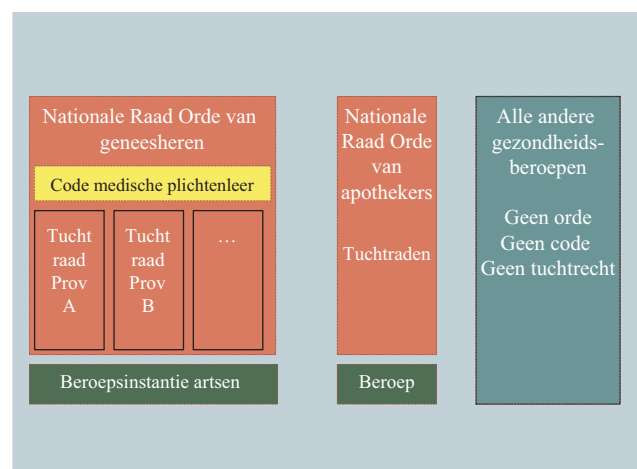 Nationale Raad Orde van
geneesheren
Code medische plichtenleer
Tucht
raad
Prov
A
Tucht
raad
Prov
B
…
Beroepsinstantie artsen
Nationale
Raad Orde
van
apothekers
Tuchtraden
Beroep
Alle andere
gezondheids-
beroepen
Geen orde
Geen code
Geen tuchtrecht